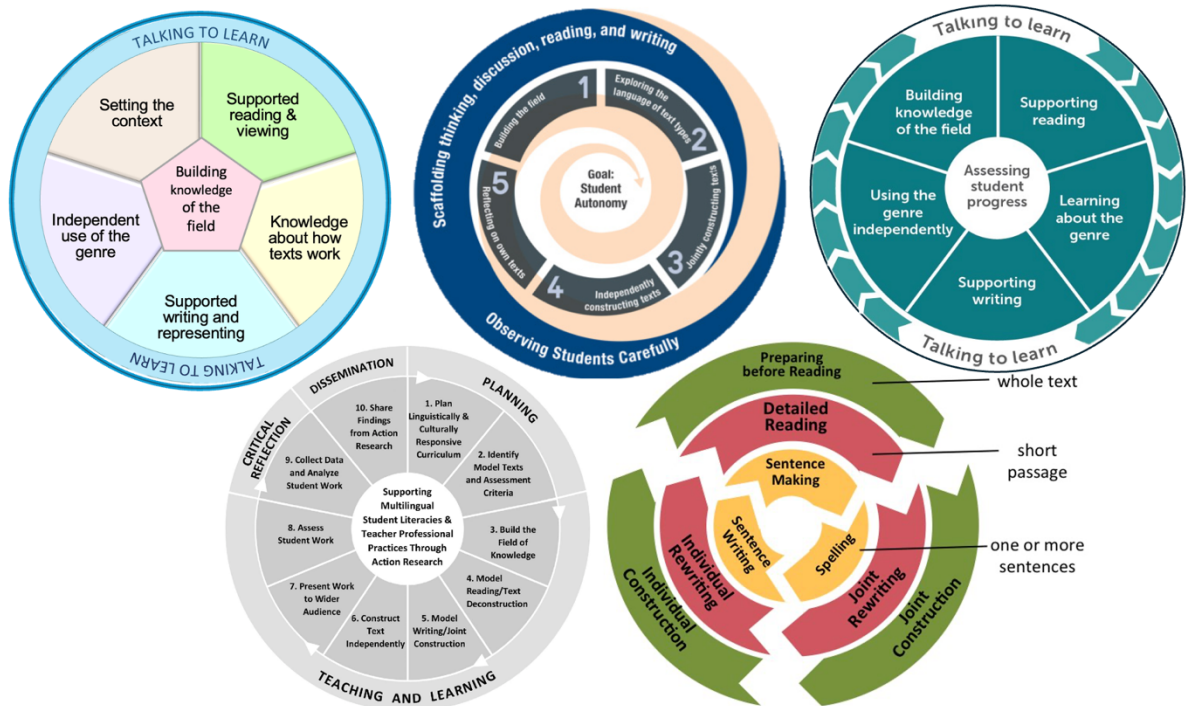 TALKING TO LEARN
Setting the
context
Supported
reading &
viewing
Building
knowledge
of the
field
Independent
use of the
genre
Knowledge
about how
texts work
Supported
writing and
representing
TALKING TO LEARN
Scaffolding thinking, discussion, reading, and writing
1
Building the field
Exploring the
language of text types
2
Jointly constructing texts
3
Independently
constructing texts
4
Reflecting on own texts
5
Goal:
Student
Autonomy
Observing Students Carefully
Talking to learn
Building
knowledge
of the field
Supporting
reading
Assessing
student
progress
Using the
genre
independently
Learning
about the
genre
Supporting
writing
Talking to learn
DISSEMINATION
PLANNING
CRITICAL
REFLECTION
10. Share
Findings
from Action
Research
1. Plan
Linguistically &
Culturally
Responsive
Curriculum
9. Collect Data
and Analyze
Student Work
2. Identify
Model Texts
and Assessment
Criteria
Supporting
Multilingual
Student Literacies &
Teacher Professional
Practices Through
Action Research
8. Assess
Student Work
3. Build the
Field of
Knowledge
7. Present Work
to Wider
Audience
4. Model
Reading/Text
Deconstruction
6. Construct
Text
Independently
5. Model
Writing/Joint
Construction
TEACHING AND LEARNING
Preparing
before Reading
whole text
Detailed
Reading
short
passage
Sentence
Making
Sentence
Writing
Spelling
one or more
sentences
Individual
Rewriting
Individual
Construction
Joint
Rewriting
Joint
Construction